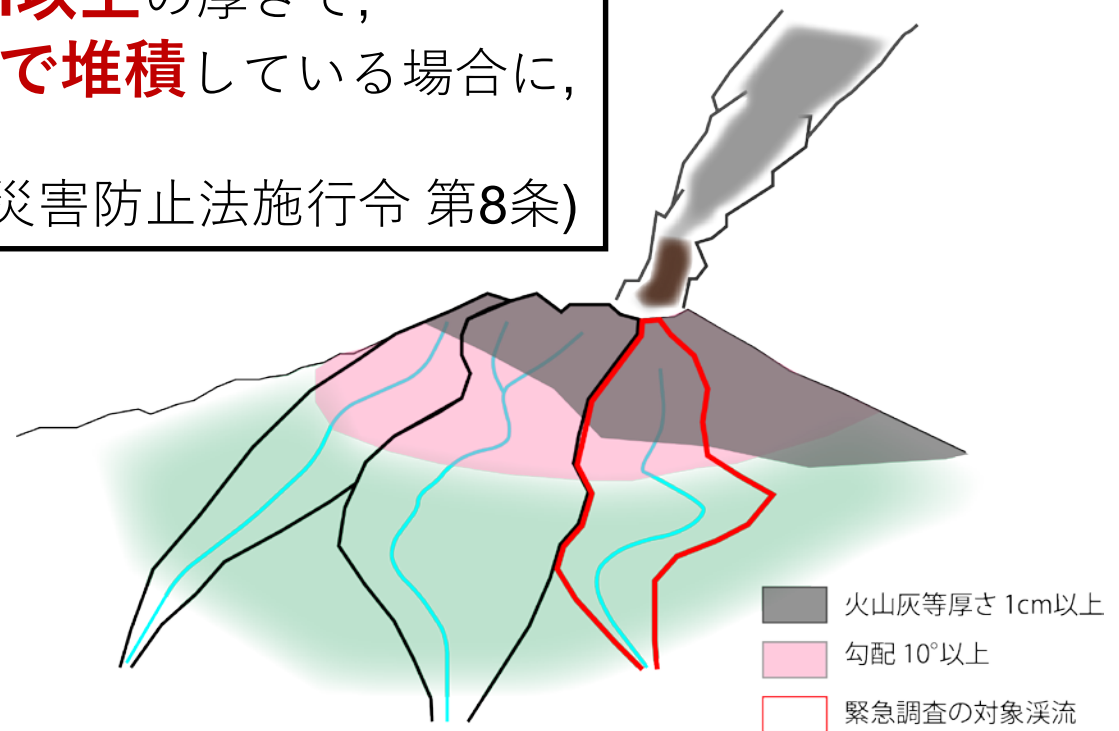 以上の厚さで,
で堆積している場合に,
災害防止法施行令 第8条)
火山灰等厚さ 1cm以上
勾配 10°以上
緊急調査の対象渓流